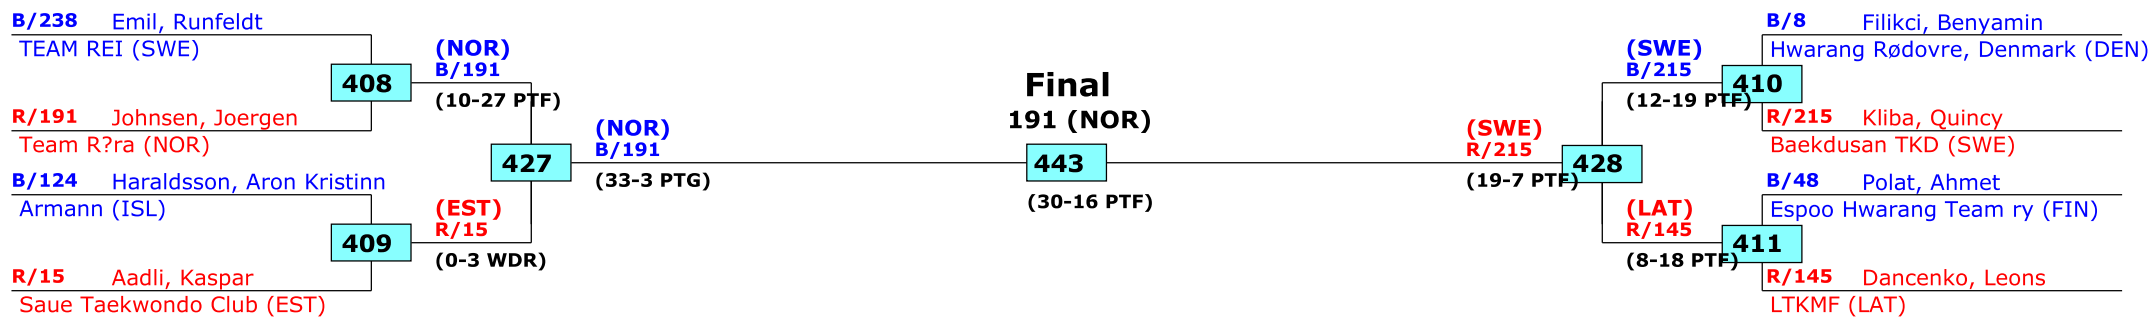 B/238 Emil, Runfeldt
TEAM REI (SWE)
408
R/191 Johnsen, Joergen
Team R?ra (NOR)
B/124 Haraldsson, Aron Kristinn
Armann (ISL)
409
R/15 Aadli, Kaspar
Saue Taekwondo Club (EST)
(NOR)
B/191
(10-27 PTF)
427
(EST)
R/15
(0-3 WDR)
(NOR)
B/191
(33-3 PTG)
Final
191 (NOR)
443
(30-16 PTF)
(SWE)
R/215
(19-7 PTF)
428
(SWE)
B/215
(12-19 PTF)
(LAT)
R/145
(8-18 PTF)
B/8 Filikci, Benyamin
Hwarang Rødovre, Denmark (DEN)
410
R/215 Kliba, Quincy
Baekdusan TKD (SWE)
B/48 Polat, Ahmet
Espoo Hwarang Team ry (FIN)
411
R/145 Dancenko, Leons
LTKMF (LAT)